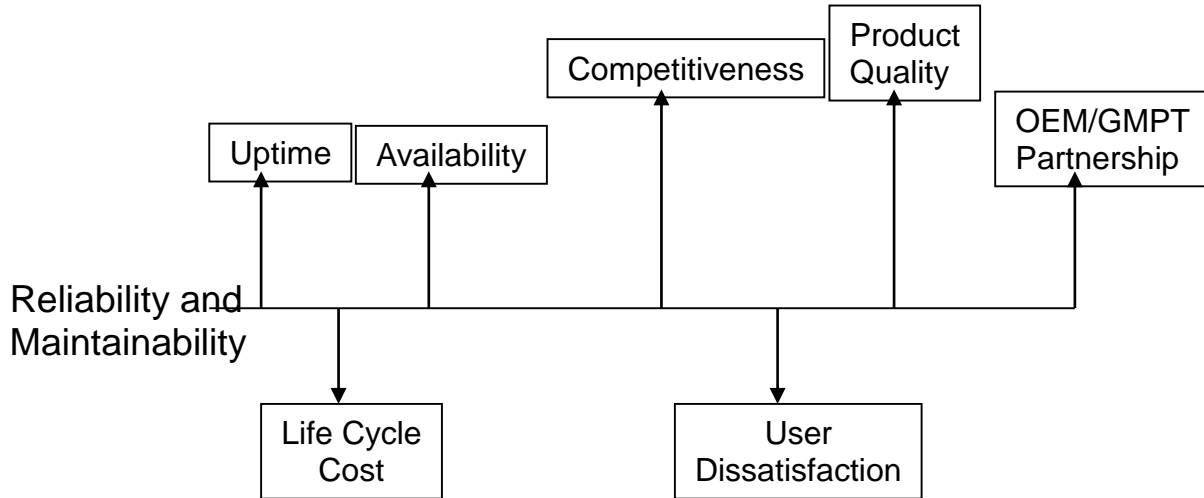 Product
Quality
Competitiveness
OEM/GMPT
Partnership
Uptime
Availability
Reliability and
Maintainability
Life Cycle
Cost
User
Dissatisfaction